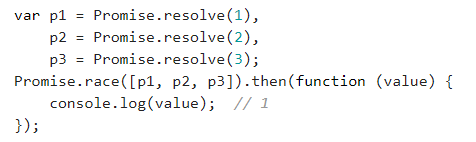 var p1 = Promise.resolve(1),
    p2 = Promise.resolve(2),
    p3 = Promise.resolve(3);
Promise.race([p1, p2, p3]).then(function (value) {
    console.log(value);  // 1
});